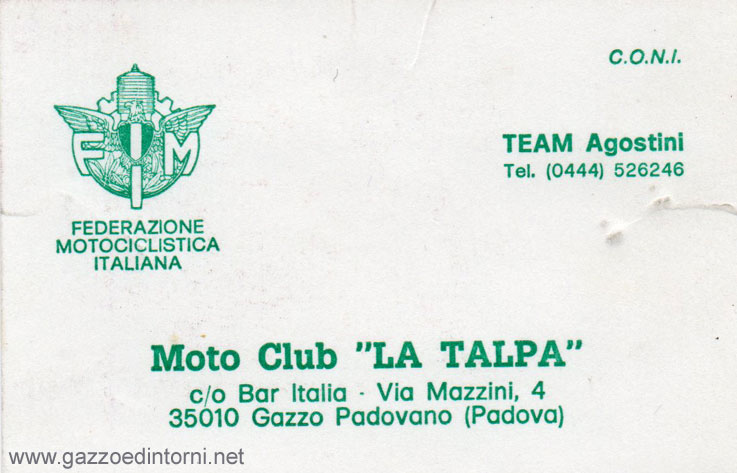 C.O.N.I.
FIM
FEDERAZIONE
MOTOCICLISTICA
ITALIANA
TEAM Agostini
Tel. (0444) 526246
Moto Club "LA TALPA"
c/o Bar Italia - Via Mazzini, 4
35010 Gazzo Padovano (Padova)
www.gazzoedintorni.net